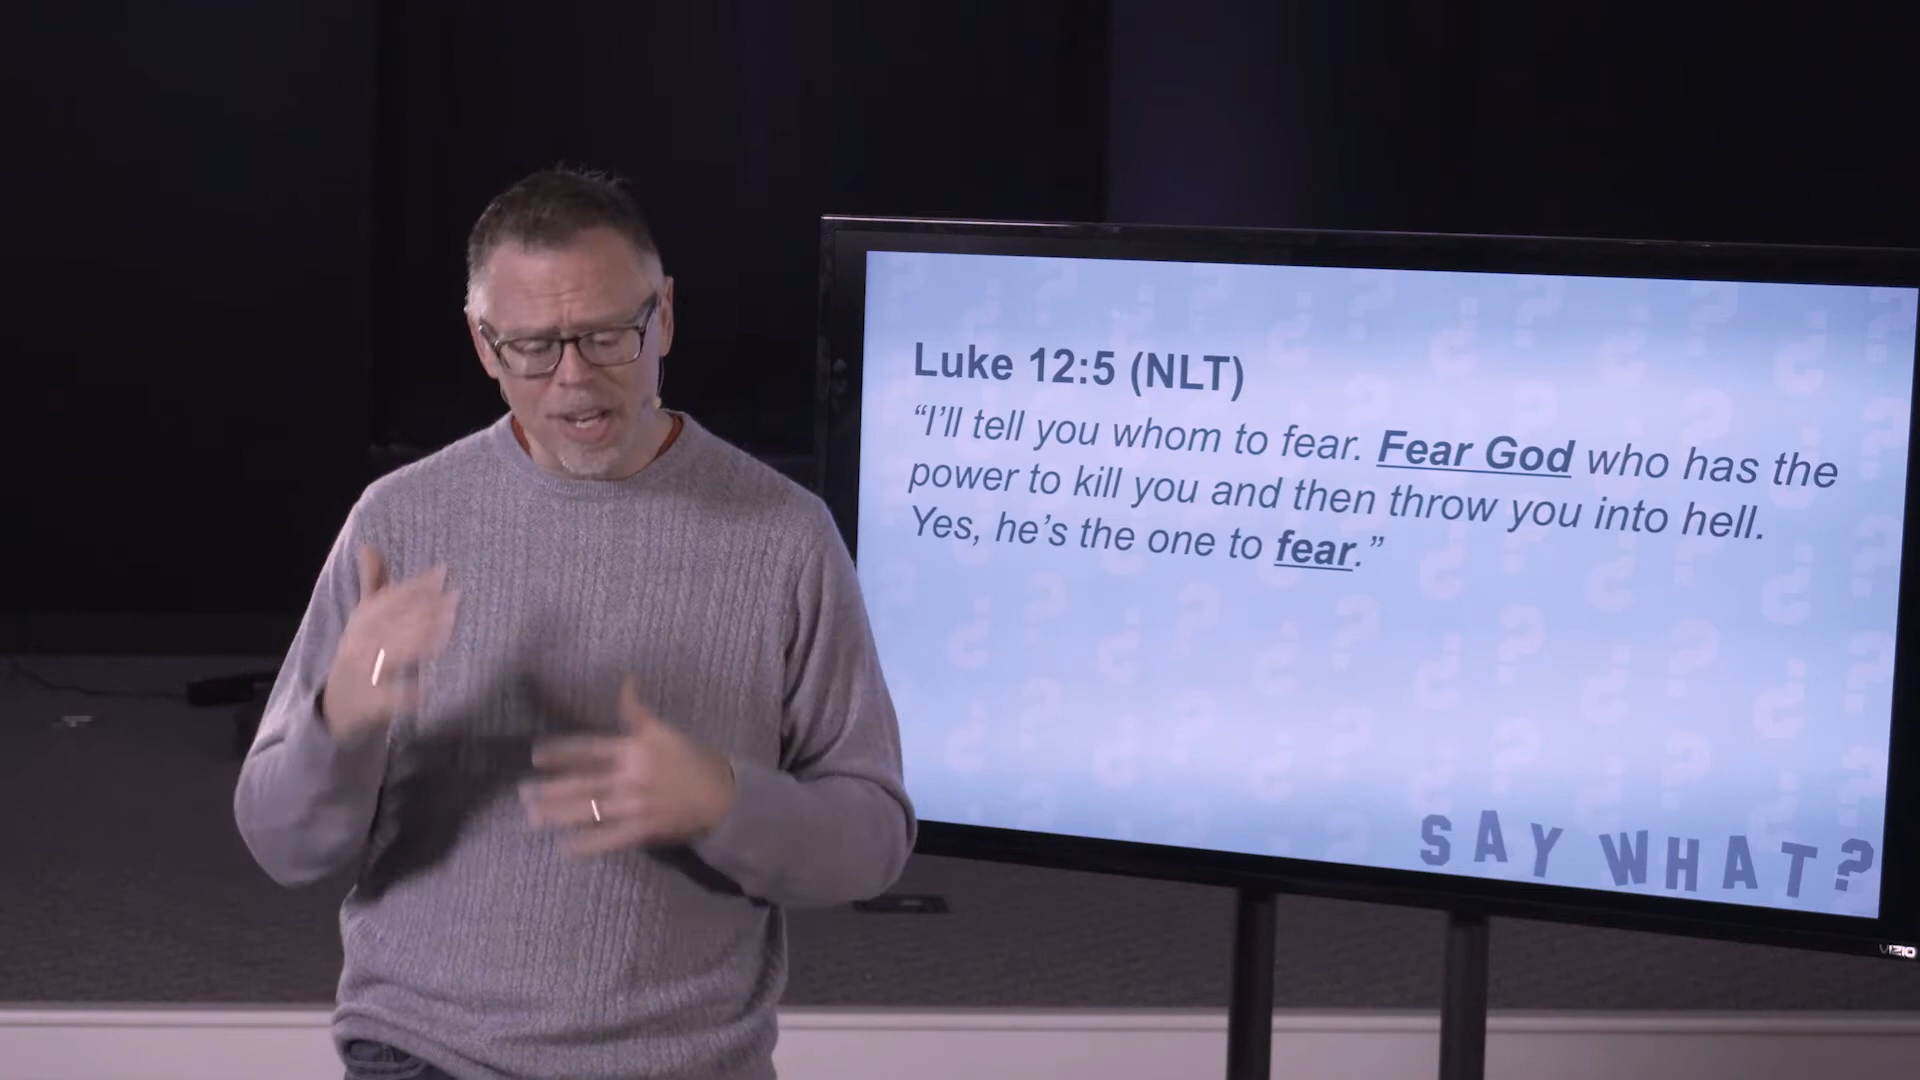 Luke 12:5 (NLT)
“I’ll tell you whom to fear. Fear God who has the
power to kill you and then throw you into hell.
Yes, he’s the one to fear.”
SAY WHAT?
VIZIO